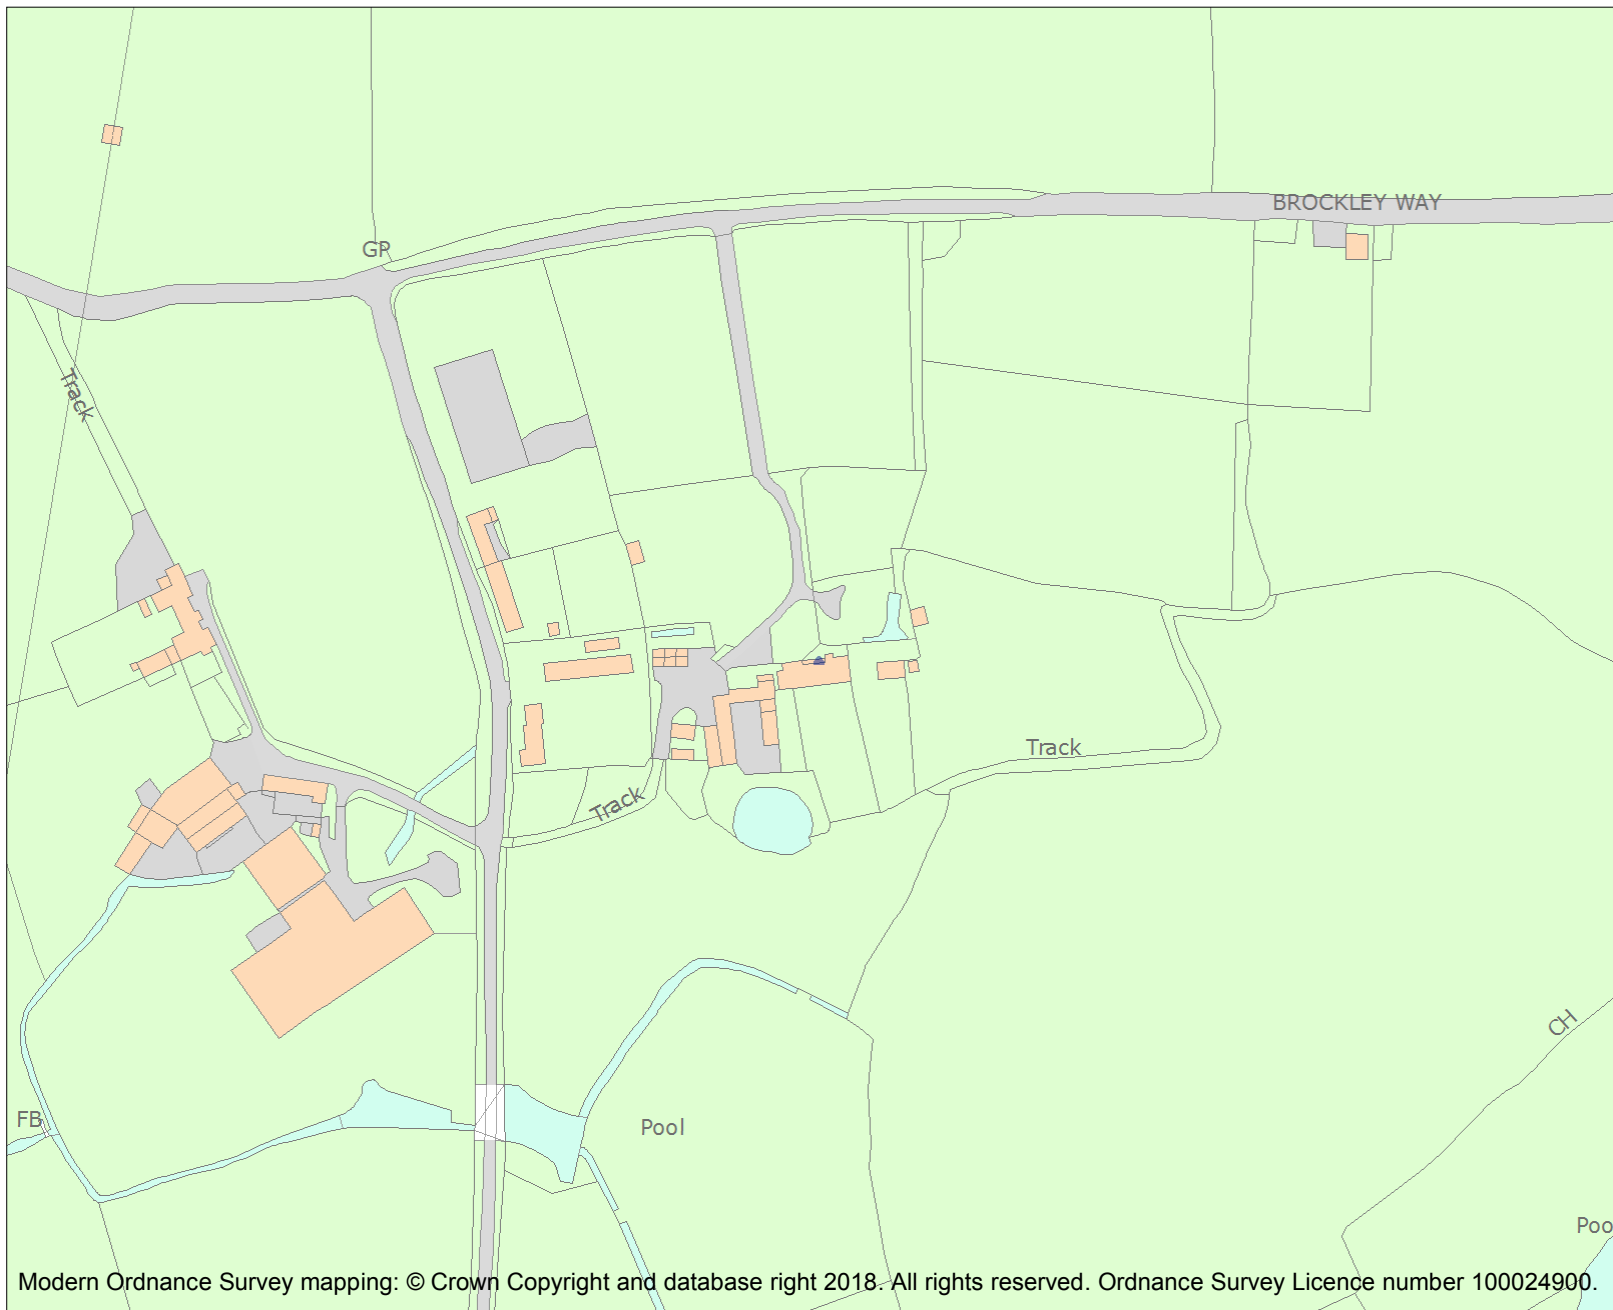 BROCKLEY WAY
GP
Track
Track
Track
CH
FB
Pool
Poo
Modern Ordnance Survey mapping: © Crown Copyright and database right 2018. All rights reserved. Ordnance Survey Licence number 100024900.